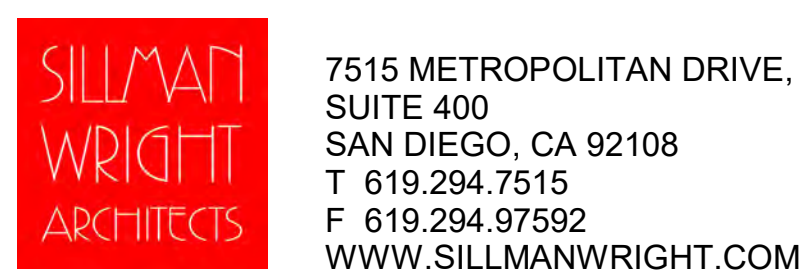 SILLMAN
WRIGHT
ARCHITECTS
7515 METROPOLITAN DRIVE,
SUITE 400
SAN DIEGO, CA 92108
T 619.294.7515
F 619.294.97592
WWW.SILLMANWRIGHT.COM